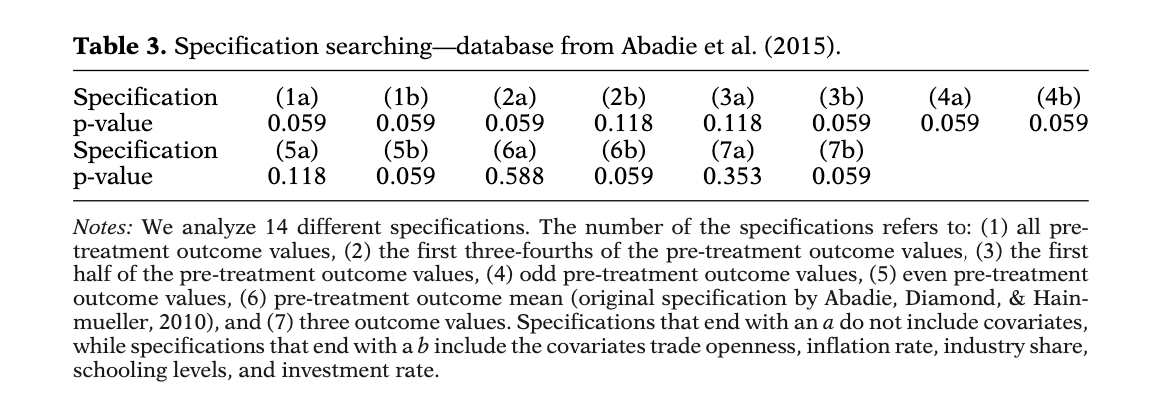 Table 3. Specification searching—database from Abadie et al. (2015).
Specification (1a) (1b) (2a) (2b) (3a) (3b) (4a) (4b)
p-value 0.059 0.059 0.059 0.118 0.118 0.059 0.059 0.059
Specification (5a) (5b) (6a) (6b) (7a) (7b)
p-value 0.118 0.059 0.588 0.059 0.353 0.059
Notes: We analyze 14 different specifications. The number of the specifications refers to: (1) all pre-
treatment outcome values, (2) the first three-fourths of the pre-treatment outcome values, (3) the first
half of the pre-treatment outcome values, (4) odd pre-treatment outcome values, (5) even pre-treatment
outcome values, (6) pre-treatment outcome mean (original specification by Abadie, Diamond, & Hain-
mueller, 2010), and (7) three outcome values. Specifications that end with an a do not include covariates,
while specifications that end with a b include the covariates trade openness, inflation rate, industry share,
schooling levels, and investment rate.